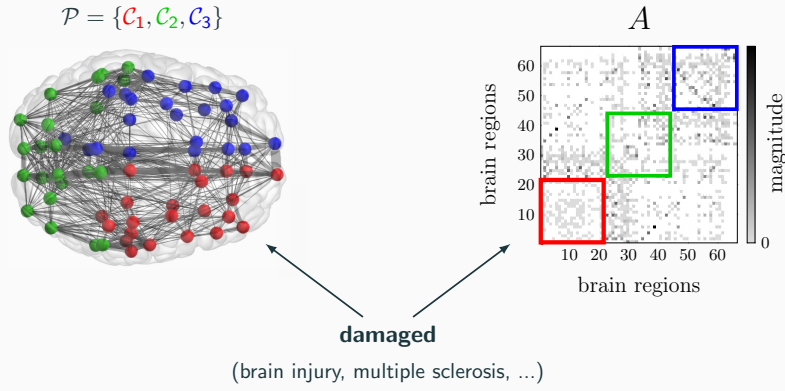 𝒫 = {𝒞₁, 𝒞₂, 𝒞₃}
A
60
50
40
30
20
10
brain regions
10 20 30 40 50 60
brain regions
magnitude
0
damaged
(brain injury, multiple sclerosis, ...)